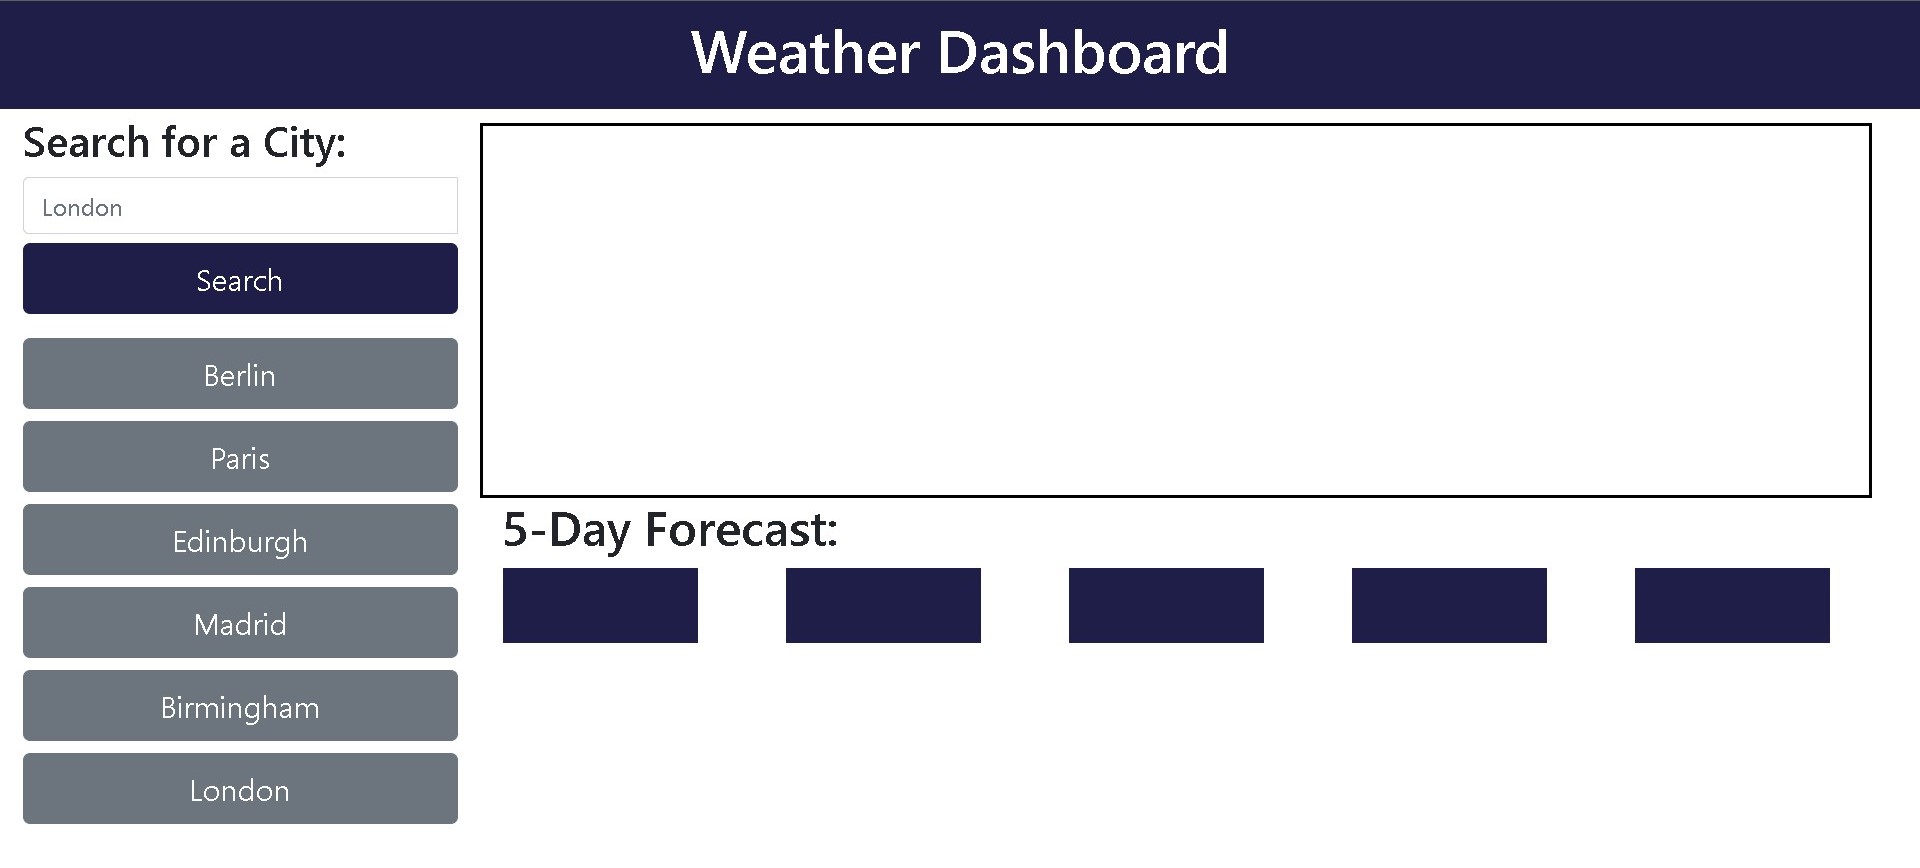 Weather Dashboard
Search for a City:
London
Search
Berlin
Paris
Edinburgh
Madrid
Birmingham
London
5-Day Forecast: